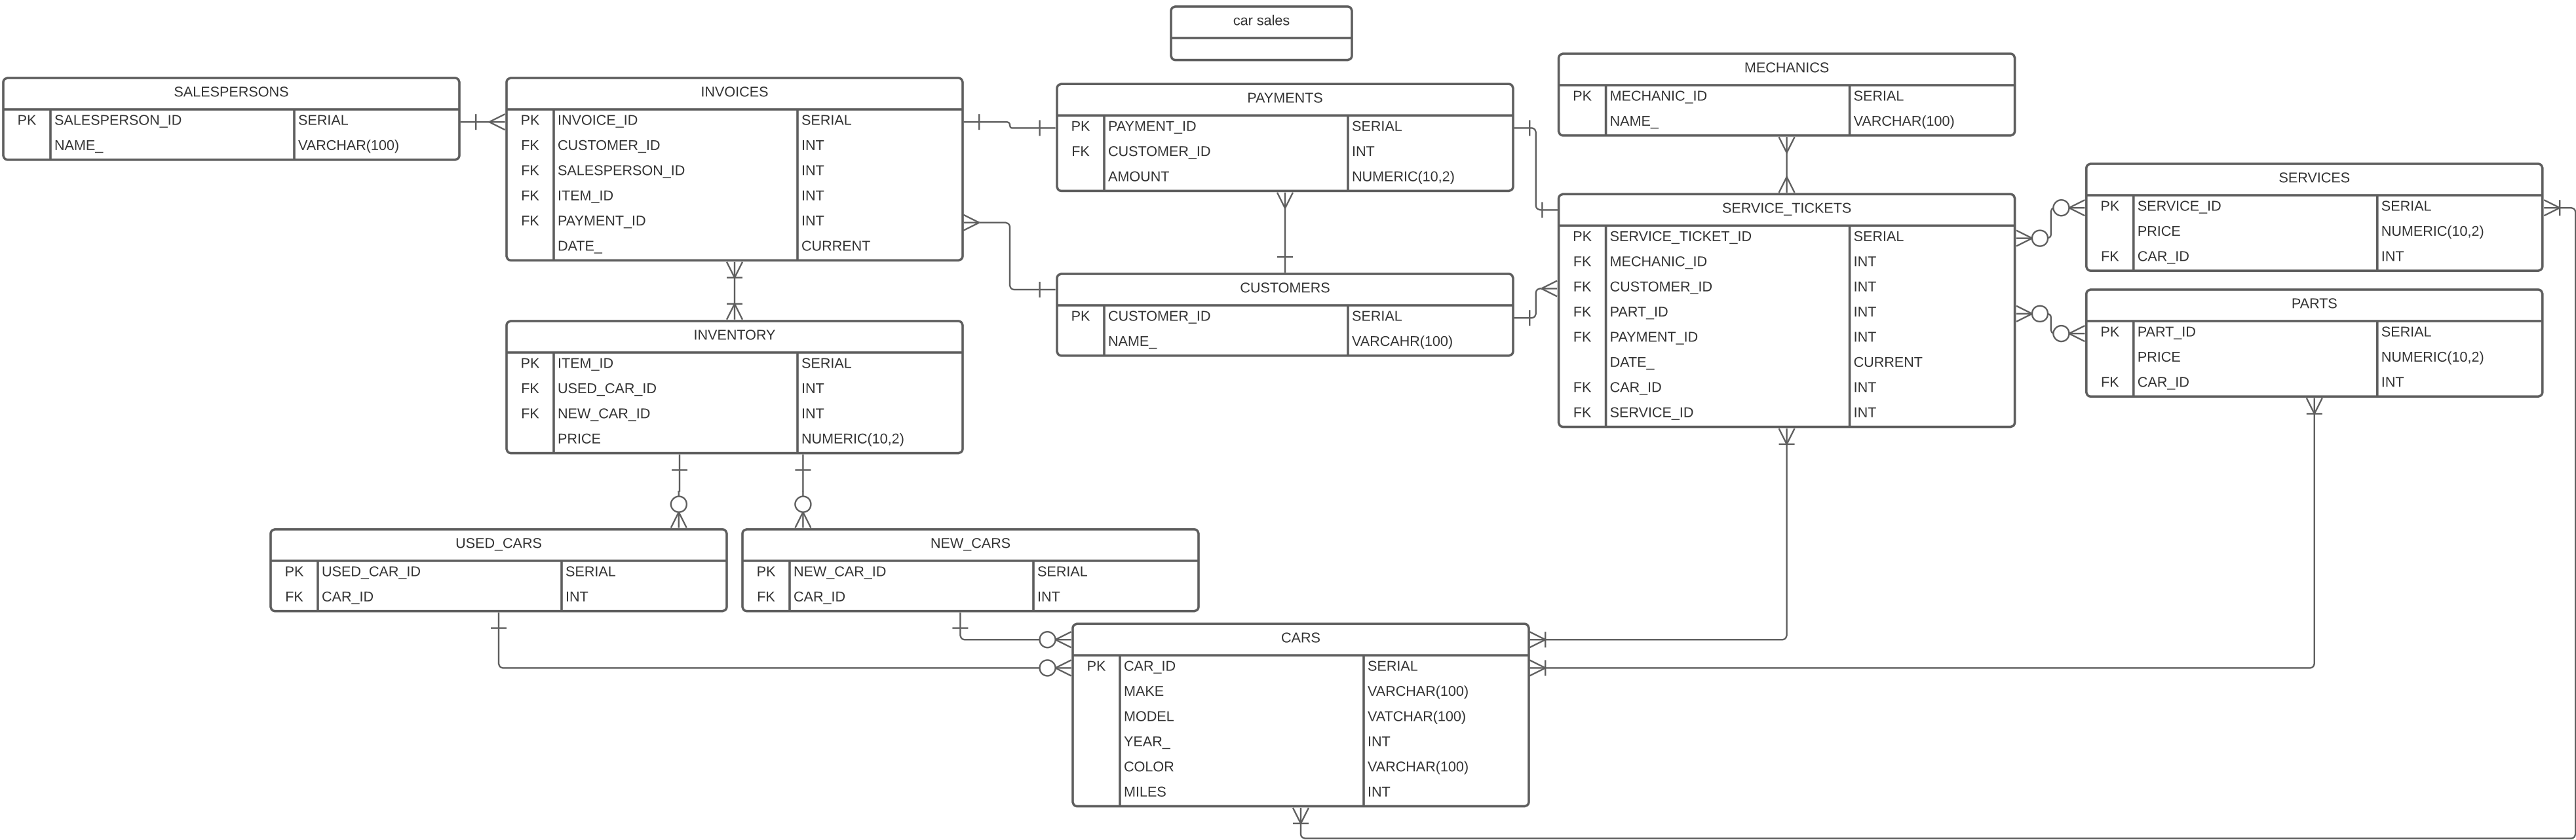 car sales
SALESPERSONS
PK SALESPERSON_ID SERIAL
NAME_ VARCHAR(100)
INVOICES
PK INVOICE_ID SERIAL
FK CUSTOMER_ID INT
FK SALESPERSON_ID INT
FK ITEM_ID INT
FK PAYMENT_ID INT
DATE_ CURRENT
PAYMENTS
PK PAYMENT_ID SERIAL
FK CUSTOMER_ID INT
AMOUNT NUMERIC(10,2)
MECHANICS
PK MECHANIC_ID SERIAL
NAME_ VARCHAR(100)
SERVICES
PK SERVICE_ID SERIAL
PRICE NUMERIC(10,2)
FK CAR_ID INT
SERVICE_TICKETS
PK SERVICE_TICKET_ID SERIAL
FK MECHANIC_ID INT
FK CUSTOMER_ID INT
FK PART_ID INT
FK PAYMENT_ID INT
DATE_ CURRENT
FK CAR_ID INT
FK SERVICE_ID INT
CUSTOMERS
PK CUSTOMER_ID SERIAL
NAME_ VARCAHR(100)
PARTS
PK PART_ID SERIAL
PRICE NUMERIC(10,2)
FK CAR_ID INT
INVENTORY
PK ITEM_ID SERIAL
FK USED_CAR_ID INT
FK NEW_CAR_ID INT
PRICE NUMERIC(10,2)
USED_CARS
PK USED_CAR_ID SERIAL
FK CAR_ID INT
NEW_CARS
PK NEW_CAR_ID SERIAL
FK CAR_ID INT
CARS
PK CAR_ID SERIAL
MAKE VARCHAR(100)
MODEL VATCHAR(100)
YEAR_ INT
COLOR VARCHAR(100)
MILES INT